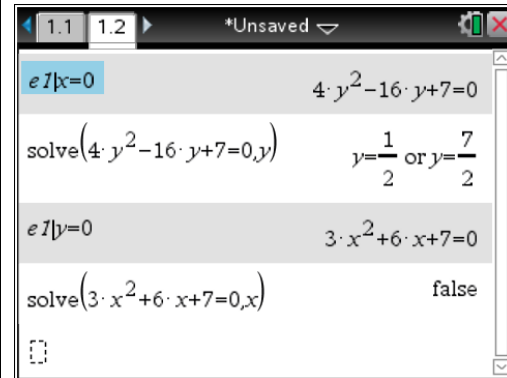 1.1 1.2 *Unsaved
e1|x=0 4·y²−16·y+7=0
solve(4·y²−16·y+7=0,y) y=1/2 or y=7/2
e1|y=0 3·x²+6·x+7=0
solve(3·x²+6·x+7=0,x) false